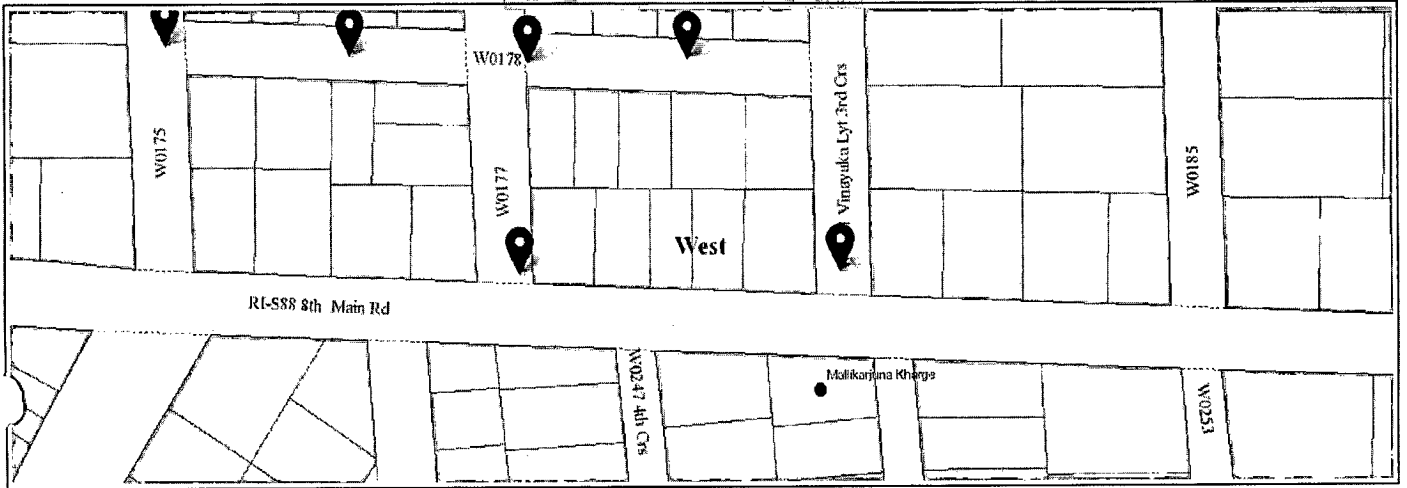 W0178
W0175
W0177
Vinayaka Lyt 3rd Crs
W0185
West
RI-S88 8th Main Rd
Mallikarjuna Kharge
W0247 4th Crs
W0253